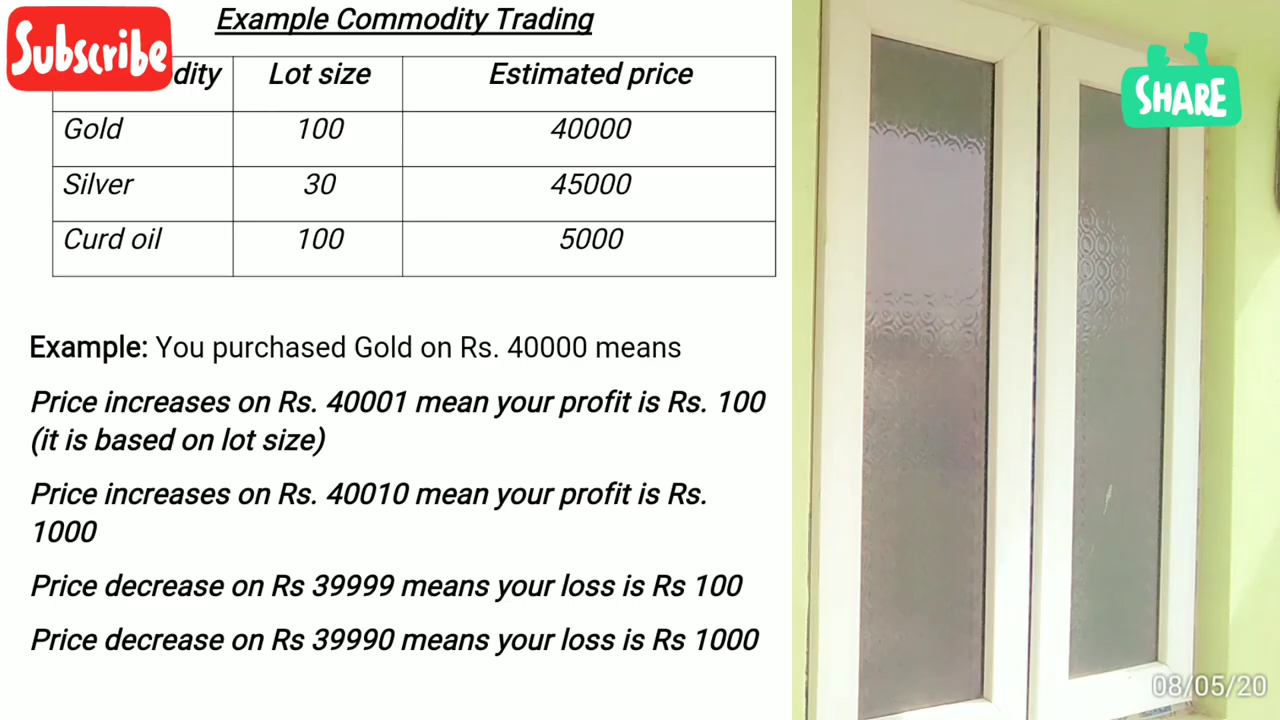 Example Commodity Trading
Subscribe
dity Lot size Estimated price
Gold 100 40000
Silver 30 45000
Curd oil 100 5000
Example: You purchased Gold on Rs. 40000 means
Price increases on Rs. 40001 mean your profit is Rs. 100
(it is based on lot size)
Price increases on Rs. 40010 mean your profit is Rs.
1000
Price decrease on Rs 39999 means your loss is Rs 100
Price decrease on Rs 39990 means your loss is Rs 1000
SHARE
08/05/20